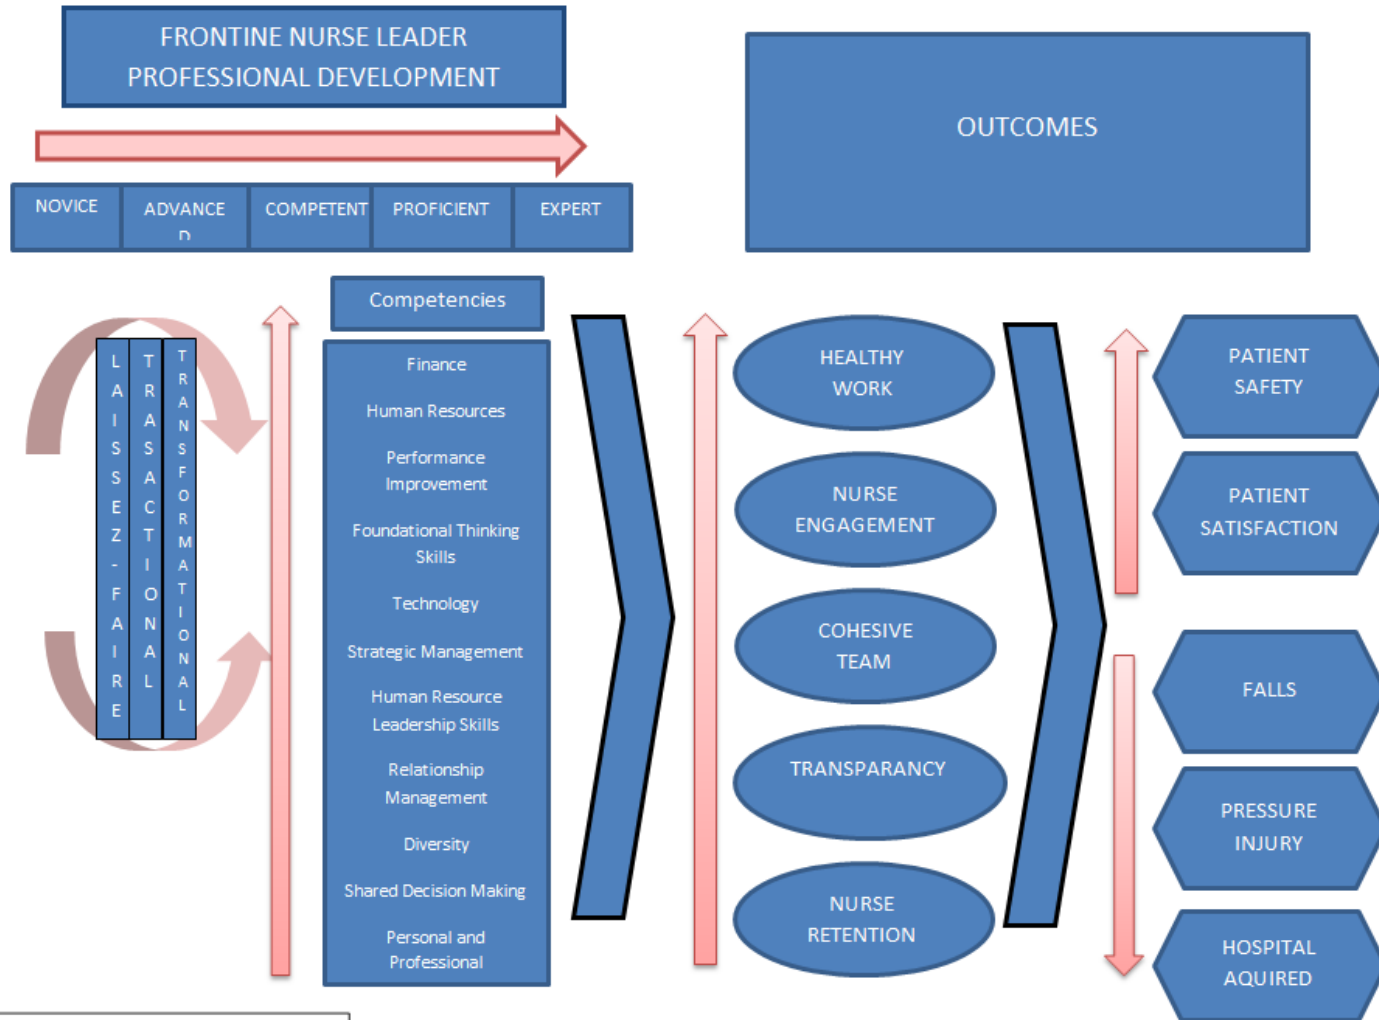 FRONTINE NURSE LEADER
PROFESSIONAL DEVELOPMENT
OUTCOMES
NOVICE
ADVANCE
D
COMPETENT
PROFICIENT
EXPERT
LAISSEZ-FAIRE
TRASACTIONAL
TRANSFORMATIONAL
Competencies
Finance
Human Resources
Performance
Improvement
Foundational Thinking
Skills
Technology
Strategic Management
Human Resource
Leadership Skills
Relationship
Management
Diversity
Shared Decision Making
Personal and
Professional
HEALTHY
WORK
NURSE
ENGAGEMENT
COHESIVE
TEAM
TRANSPARANCY
NURSE
RETENTION
PATIENT
SAFETY
PATIENT
SATISFACTION
FALLS
PRESSURE
INJURY
HOSPITAL
AQUIRED